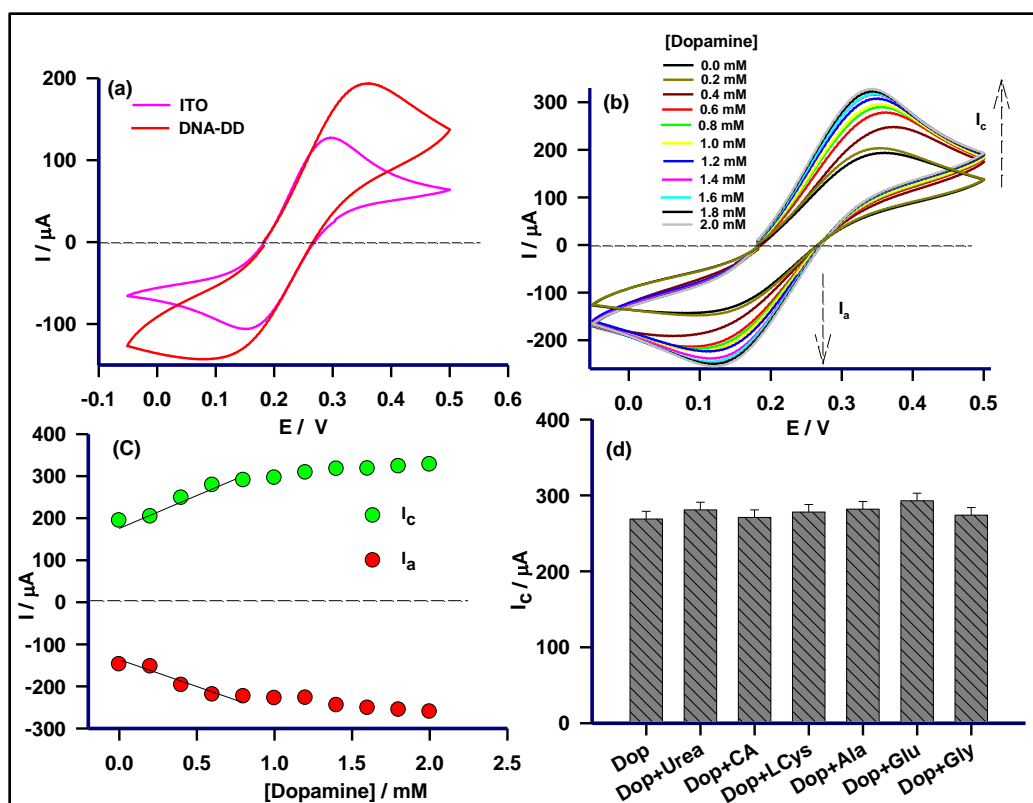 (a)
ITO
DNA-DD
I / µA
200
100
0
-100
-0.1 0.0 0.1 0.2 0.3 0.4 0.5 0.6
E / V
(b)
[Dopamine]
0.0 mM
0.2 mM
0.4 mM
0.6 mM
0.8 mM
1.0 mM
1.2 mM
1.4 mM
1.6 mM
1.8 mM
2.0 mM
Ic
Ia
I / µA
300
200
100
0
-100
-200
0.0 0.1 0.2 0.3 0.4 0.5
E / V
(C)
Ic
Ia
I / µA
400
300
200
100
0
-100
-200
-300
0.0 0.5 1.0 1.5 2.0
[Dopamine] / mM
(d)
IC / µA
400
300
200
100
0
Dop
Dop+Urea
Dop+CA
Dop+LCys
Dop+Ala
Dop+Glu
Dop+Gly